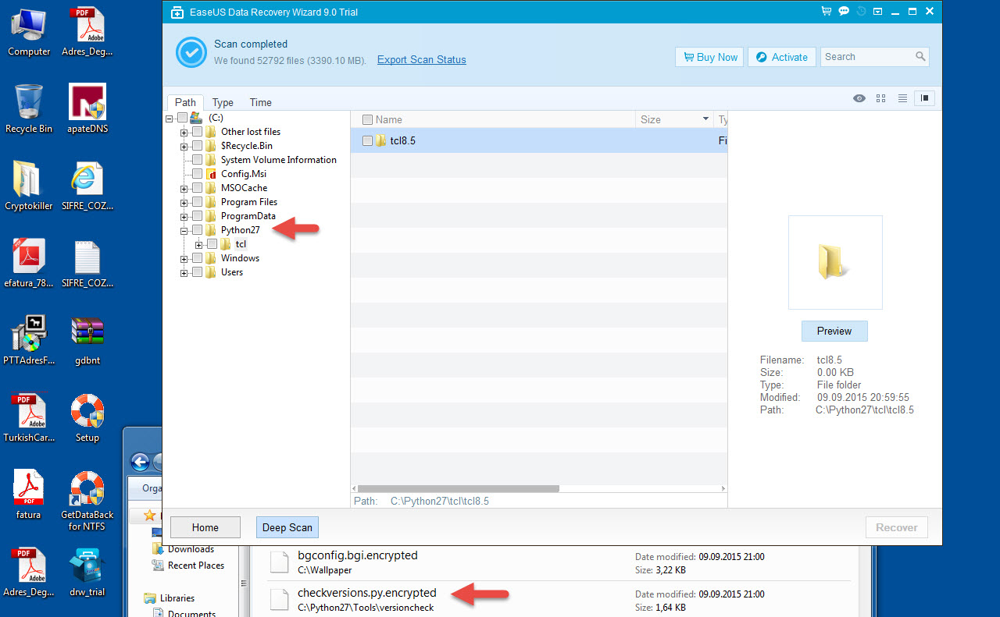 Computer
Adres_Deg...
Recycle Bin
apateDNS
Cryptokiller
SIFRE_COZ...
efatura_78...
SIFRE_COZ...
PTTAdresF...
gdbnt
TurkishCar...
Setup
fatura
GetDataBack
for NTFS
Adres_Deg...
drw_trial
PDF
Adobe
PDF
Adobe
PDF
PDF
Adobe
EaseUS Data Recovery Wizard 9.0 Trial
Scan completed
We found 52792 files (3390.10 MB). Export Scan Status
Buy Now
Activate
Search
Path Type Time
(C:)
Other lost files
$Recycle.Bin
System Volume Information
Config.Msi
MSOCache
Program Files
ProgramData
Python27
tcl
Windows
Users
Name Size Ty
tcl8.5 Fi
Preview
Filename: tcl8.5
Size: 0.00 KB
Type: File folder
Modified: 09.09.2015 20:59:55
Path: C:\Python27\tcl\tcl8.5
Path: C:\Python27\tcl\tcl8.5
Home
Deep Scan
Recover
Orga
Downloads
Recent Places
Libraries
Documents
bgconfig.bgi.encrypted
C:\Wallpaper
Date modified: 09.09.2015 21:00
Size: 3,22 KB
checkversions.py.encrypted
C:\Python27\Tools\versioncheck
Date modified: 09.09.2015 21:00
Size: 1,64 KB